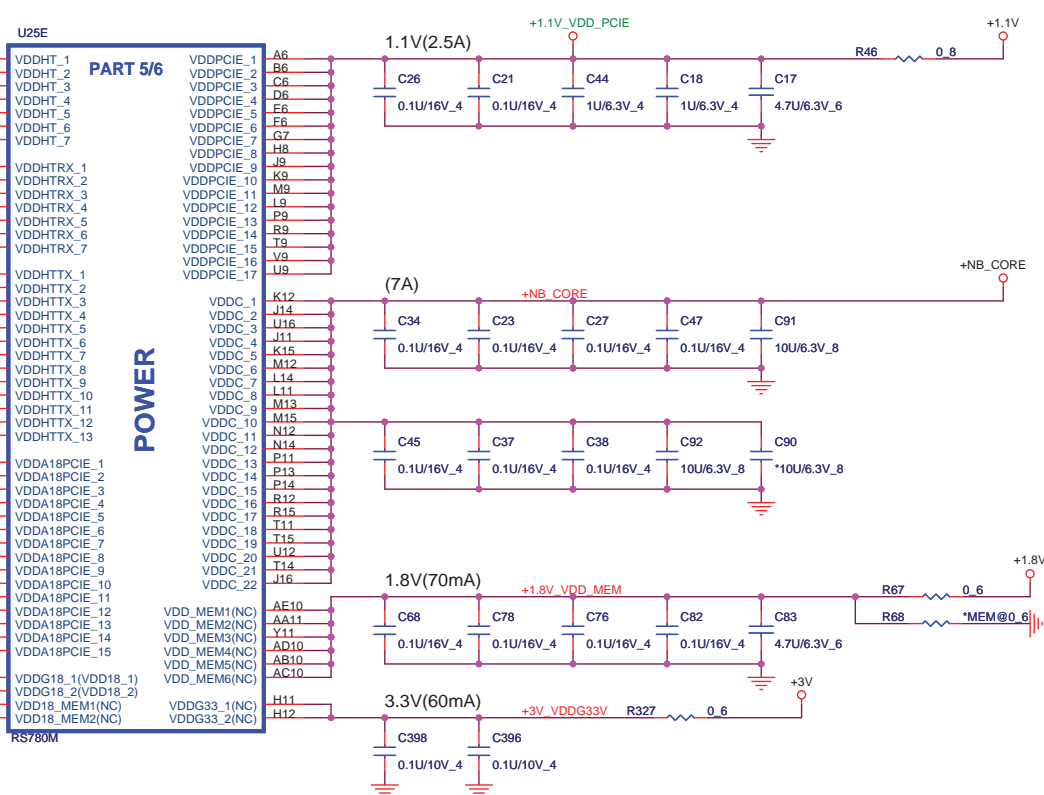 U25E
PART 5/6
POWER
RS780M
VDDHT_1
VDDHT_2
VDDHT_3
VDDHT_4
VDDHT_5
VDDHT_6
VDDHT_7
VDDHTRX_1
VDDHTRX_2
VDDHTRX_3
VDDHTRX_4
VDDHTRX_5
VDDHTRX_6
VDDHTRX_7
VDDHTTX_1
VDDHTTX_2
VDDHTTX_3
VDDHTTX_4
VDDHTTX_5
VDDHTTX_6
VDDHTTX_7
VDDHTTX_8
VDDHTTX_9
VDDHTTX_10
VDDHTTX_11
VDDHTTX_12
VDDHTTX_13
VDDA18PCIE_1
VDDA18PCIE_2
VDDA18PCIE_3
VDDA18PCIE_4
VDDA18PCIE_5
VDDA18PCIE_6
VDDA18PCIE_7
VDDA18PCIE_8
VDDA18PCIE_9
VDDA18PCIE_10
VDDA18PCIE_11
VDDA18PCIE_12
VDDA18PCIE_13
VDDA18PCIE_14
VDDA18PCIE_15
VDDG18_1(VDD18_1)
VDDG18_2(VDD18_2)
VDD18_MEM1(NC)
VDD18_MEM2(NC)
VDDPCIE_1 A6
VDDPCIE_2 B6
VDDPCIE_3 C6
VDDPCIE_4 D6
VDDPCIE_5 E6
VDDPCIE_6 F6
VDDPCIE_7 G7
VDDPCIE_8 H8
VDDPCIE_9 J9
VDDPCIE_10 K9
VDDPCIE_11 M9
VDDPCIE_12 L9
VDDPCIE_13 P9
VDDPCIE_14 R9
VDDPCIE_15 T9
VDDPCIE_16 V9
VDDPCIE_17 U9
VDDC_1 K12
VDDC_2 J14
VDDC_3 U16
VDDC_4 J11
VDDC_5 K15
VDDC_6 M12
VDDC_7 L14
VDDC_8 L11
VDDC_9 M13
VDDC_10 M15
VDDC_11 N12
VDDC_12 N14
VDDC_13 P11
VDDC_14 P13
VDDC_15 P14
VDDC_16 R12
VDDC_17 R15
VDDC_18 T11
VDDC_19 T15
VDDC_20 U12
VDDC_21 T14
VDDC_22 J16
VDD_MEM1(NC) AE10
VDD_MEM2(NC) AA11
VDD_MEM3(NC) Y11
VDD_MEM4(NC) AD10
VDD_MEM5(NC) AB10
VDD_MEM6(NC) AC10
VDDG33_1(NC) H11
VDDG33_2(NC) H12
+1.1V_VDD_PCIE
+1.1V
1.1V(2.5A)
R46 0_8
C26 C21 C44 C18 C17
0.1U/16V_4 0.1U/16V_4 1U/6.3V_4 1U/6.3V_4 4.7U/6.3V_6
+NB_CORE
(7A)
+NB_CORE
C34 C23 C27 C47 C91
0.1U/16V_4 0.1U/16V_4 0.1U/16V_4 0.1U/16V_4 10U/6.3V_8
C45 C37 C38 C92 C90
0.1U/16V_4 0.1U/16V_4 0.1U/16V_4 10U/6.3V_8 *10U/6.3V_8
+1.8V
1.8V(70mA)
+1.8V_VDD_MEM
R67 0_6
R68 *MEM@0_6
C68 C78 C76 C82 C83
0.1U/16V_4 0.1U/16V_4 0.1U/16V_4 0.1U/16V_4 4.7U/6.3V_6
+3V
3.3V(60mA)
+3V_VDDG33V
R327 0_6
C398 C396
0.1U/10V_4 0.1U/10V_4